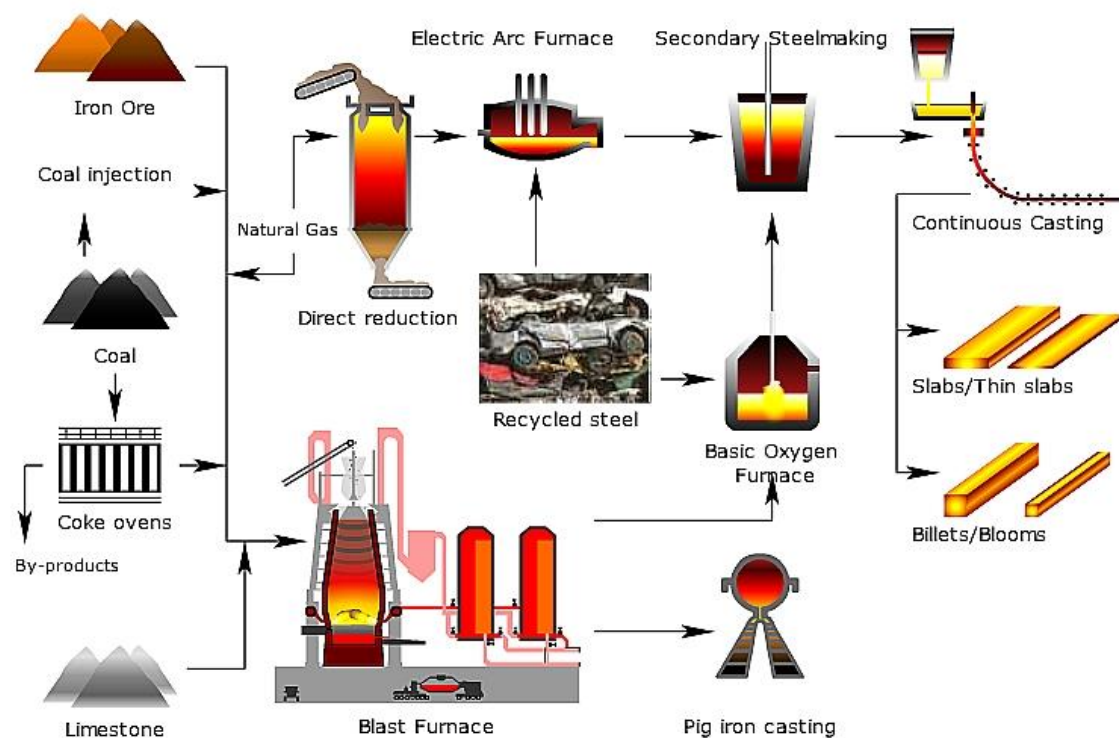 Electric Arc Furnace
Secondary Steelmaking
Iron Ore
Coal injection
Natural Gas
Continuous Casting
Direct reduction
Coal
Slabs/Thin slabs
Recycled steel
Basic Oxygen
Furnace
Coke ovens
Billets/Blooms
By-products
Limestone
Blast Furnace
Pig iron casting